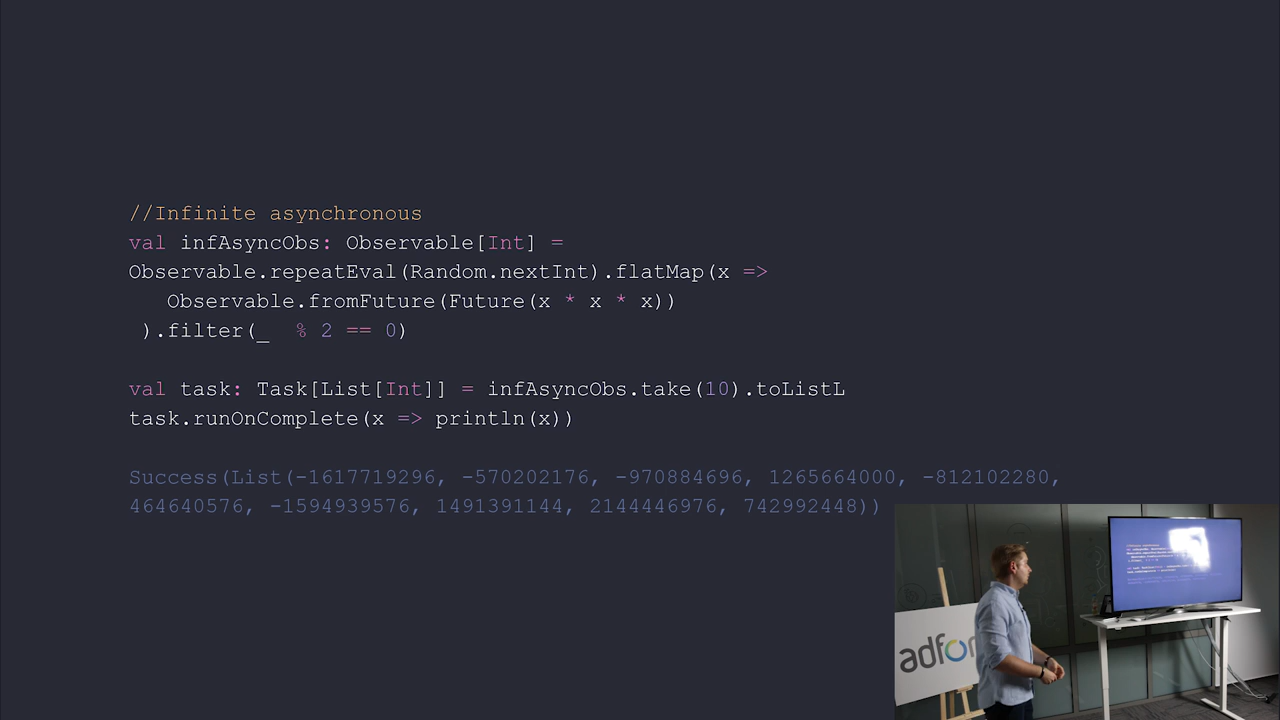 //Infinite asynchronous
val infAsyncObs: Observable[Int] =
Observable.repeatEval(Random.nextInt).flatMap(x =>
   Observable.fromFuture(Future(x * x * x))
 ).filter(_  % 2 == 0)
val task: Task[List[Int]] = infAsyncObs.take(10).toListL
task.runOnComplete(x => println(x))
Success(List(-1617719296, -570202176, -970884696, 1265664000, -812102280,
464640576, -1594939576, 1491391144, 2144446976, 742992448))
adfor